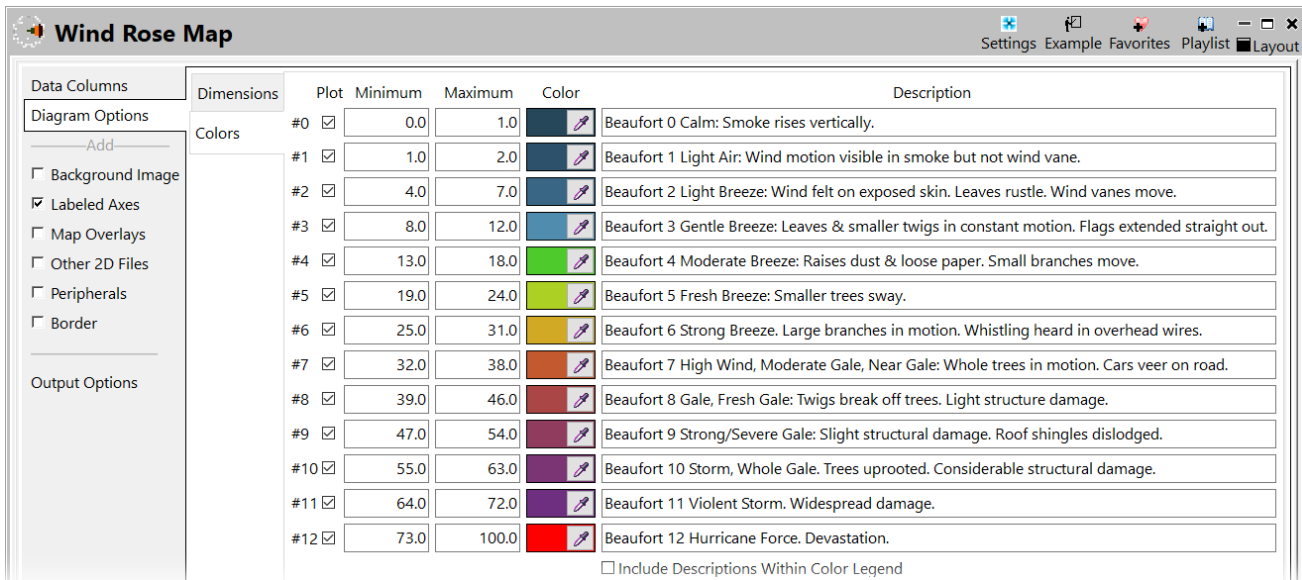 Wind Rose Map
Settings Example Favorites Playlist Layout
Data Columns
Diagram Options
Add
Background Image
Labeled Axes
Map Overlays
Other 2D Files
Peripherals
Border
Output Options
Dimensions
Colors
Plot Minimum Maximum Color Description
#0 0.0 1.0 Beaufort 0 Calm: Smoke rises vertically.
#1 1.0 2.0 Beaufort 1 Light Air: Wind motion visible in smoke but not wind vane.
#2 4.0 7.0 Beaufort 2 Light Breeze: Wind felt on exposed skin. Leaves rustle. Wind vanes move.
#3 8.0 12.0 Beaufort 3 Gentle Breeze: Leaves & smaller twigs in constant motion. Flags extended straight out.
#4 13.0 18.0 Beaufort 4 Moderate Breeze: Raises dust & loose paper. Small branches move.
#5 19.0 24.0 Beaufort 5 Fresh Breeze: Smaller trees sway.
#6 25.0 31.0 Beaufort 6 Strong Breeze. Large branches in motion. Whistling heard in overhead wires.
#7 32.0 38.0 Beaufort 7 High Wind, Moderate Gale, Near Gale: Whole trees in motion. Cars veer on road.
#8 39.0 46.0 Beaufort 8 Gale, Fresh Gale: Twigs break off trees. Light structure damage.
#9 47.0 54.0 Beaufort 9 Strong/Severe Gale: Slight structural damage. Roof shingles dislodged.
#10 55.0 63.0 Beaufort 10 Storm, Whole Gale. Trees uprooted. Considerable structural damage.
#11 64.0 72.0 Beaufort 11 Violent Storm. Widespread damage.
#12 73.0 100.0 Beaufort 12 Hurricane Force. Devastation.
Include Descriptions Within Color Legend